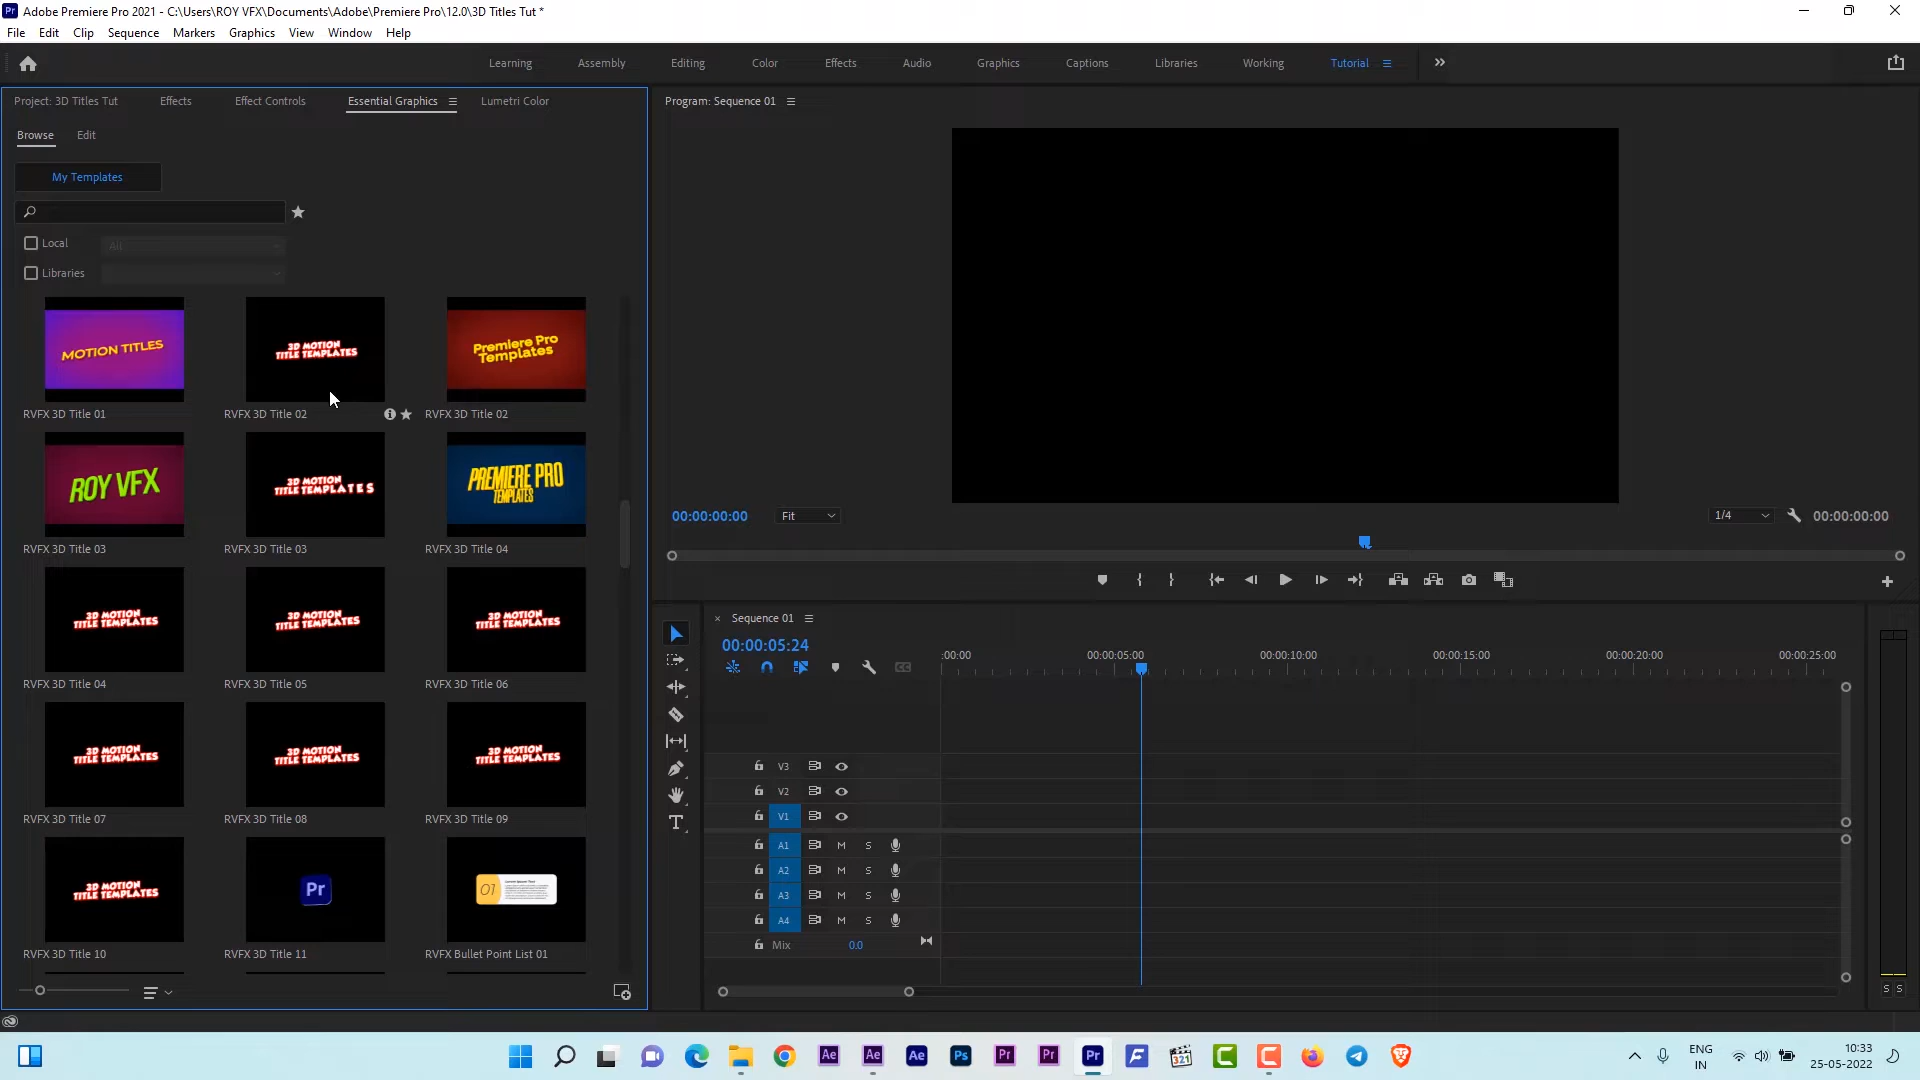 Pr Adobe Premiere Pro 2021 - C:\Users\ROY VFX\Documents\Adobe\Premiere Pro\12.0\3D Titles Tut *
File Edit Clip Sequence Markers Graphics View Window Help
Learning Assembly Editing Color Effects Audio Graphics Captions Libraries Working Tutorial
Project: 3D Titles Tut Effects Effect Controls Essential Graphics Lumetri Color
Browse Edit
My Templates
Local All
Libraries
MOTION TITLES
3D MOTION
TITLE TEMPLATES
Premiere Pro
Templates
RVFX 3D Title 01 RVFX 3D Title 02 RVFX 3D Title 02
ROY VFX
3D MOTION
TITLE TEMPLATES
PREMIERE PRO
TEMPLATES
RVFX 3D Title 03 RVFX 3D Title 03 RVFX 3D Title 04
3D MOTION
TITLE TEMPLATES
3D MOTION
TITLE TEMPLATES
3D MOTION
TITLE TEMPLATES
RVFX 3D Title 04 RVFX 3D Title 05 RVFX 3D Title 06
3D MOTION
TITLE TEMPLATES
3D MOTION
TITLE TEMPLATES
3D MOTION
TITLE TEMPLATES
RVFX 3D Title 07 RVFX 3D Title 08 RVFX 3D Title 09
3D MOTION
TITLE TEMPLATES
Pr
01
RVFX 3D Title 10 RVFX 3D Title 11 RVFX Bullet Point List 01
Program: Sequence 01
00:00:00:00 Fit 1/4 00:00:00:00
Sequence 01
00:00:05:24
:00:00 00:00:05:00 00:00:10:00 00:00:15:00 00:00:20:00 00:00:25:00
V3
V2
V1
A1 M S
A2 M S
A3 M S
A4 M S
Mix 0.0
S S
Ae Ae Ae Ps Pr Pr Pr F 321 C C
ENG
IN
10:33
25-05-2022